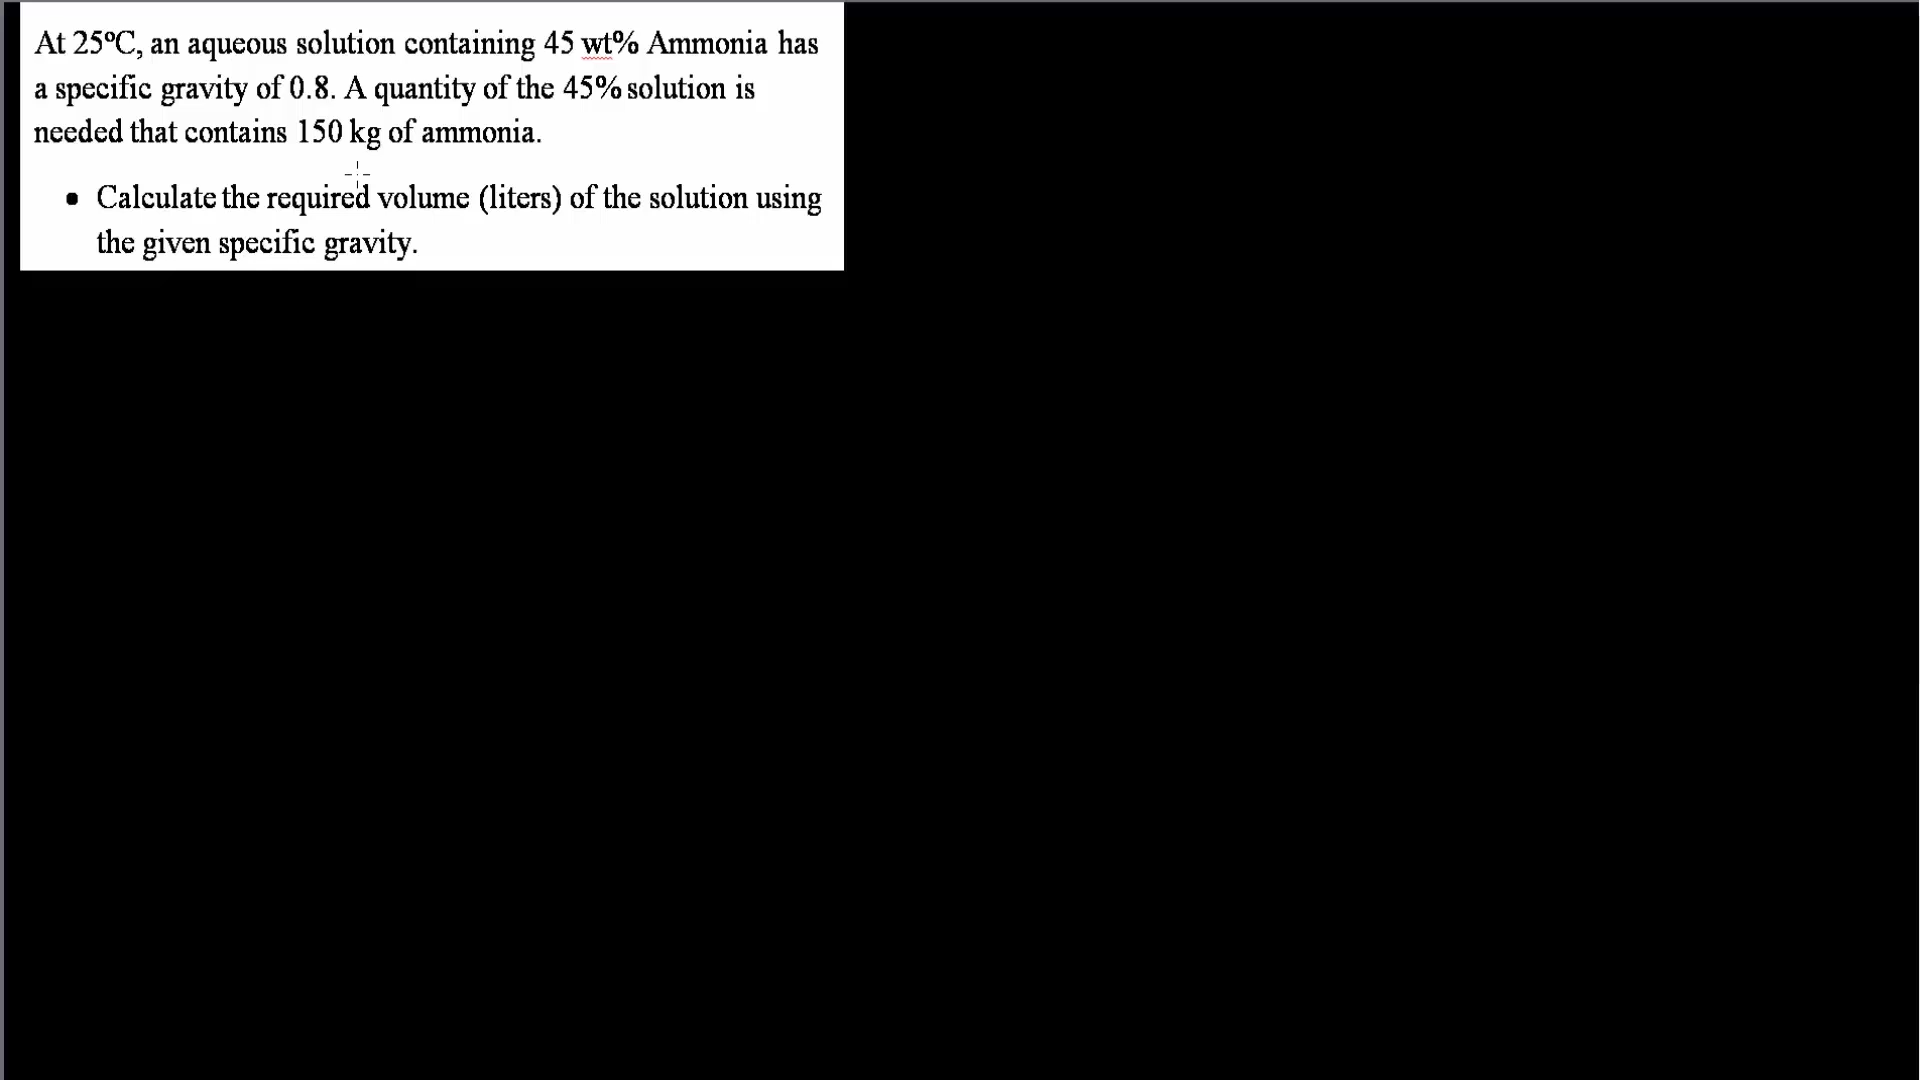 At 25ºC, an aqueous solution containing 45 wt% Ammonia has
a specific gravity of 0.8. A quantity of the 45% solution is
needed that contains 150 kg of ammonia.
• Calculate the required volume (liters) of the solution using
the given specific gravity.